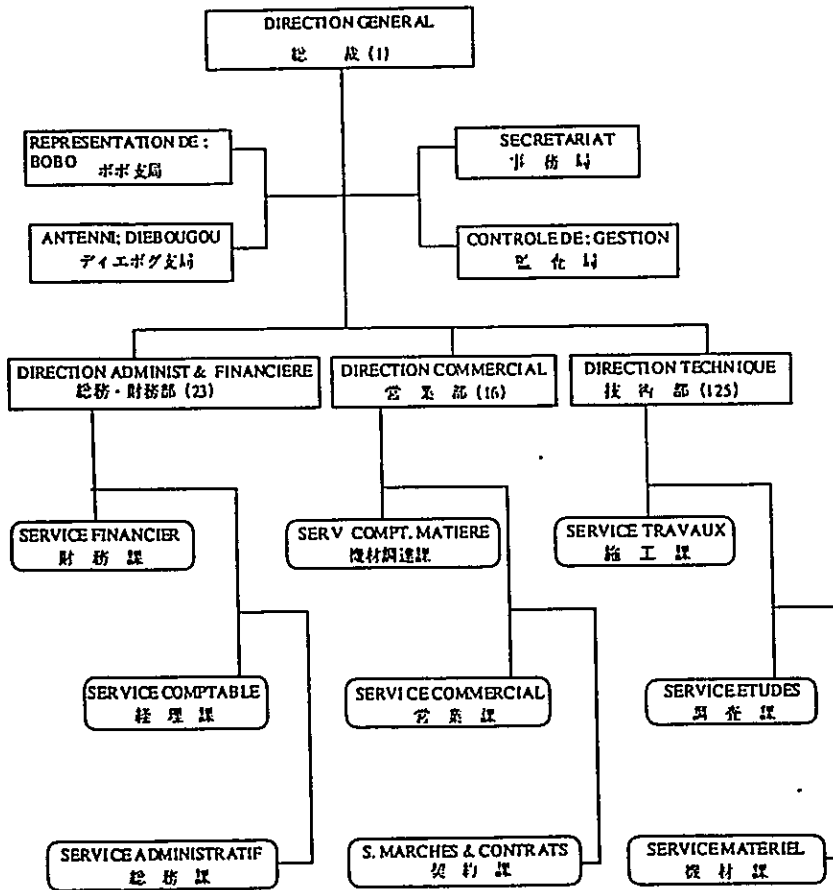 DIRECTION GENERAL
総 裁 (1)
REPRESENTATION DE :
BOBO
ボボ支局
SECRETARIAT
事 務 局
ANTENNI; DIEBOUGOU
ディエボグ支局
CONTROLE DE; GESTION
局
DIRECTION ADMINIST & FINANCIERE
総務・財務部 (23)
DIRECTION COMMERCIAL
営 業 部 (16)
DIRECTION TECHNIQUE
技 術 部 (125)
SERVICE FINANCIER
財 務 課
SERV COMPT. MATIERE
機材調達課
SERVICE TRAVAUX
施 工 課
SERVICE COMPTABLE
経 理 課
SERVICE COMMERCIAL
営 業 課
SERVICE ETUDES
調 査 課
SERVICE ADMINISTRATIF
総 務 課
S. MARCHES & CONTRATS
契 約 課
SERVICE MATERIEL
機 材 課